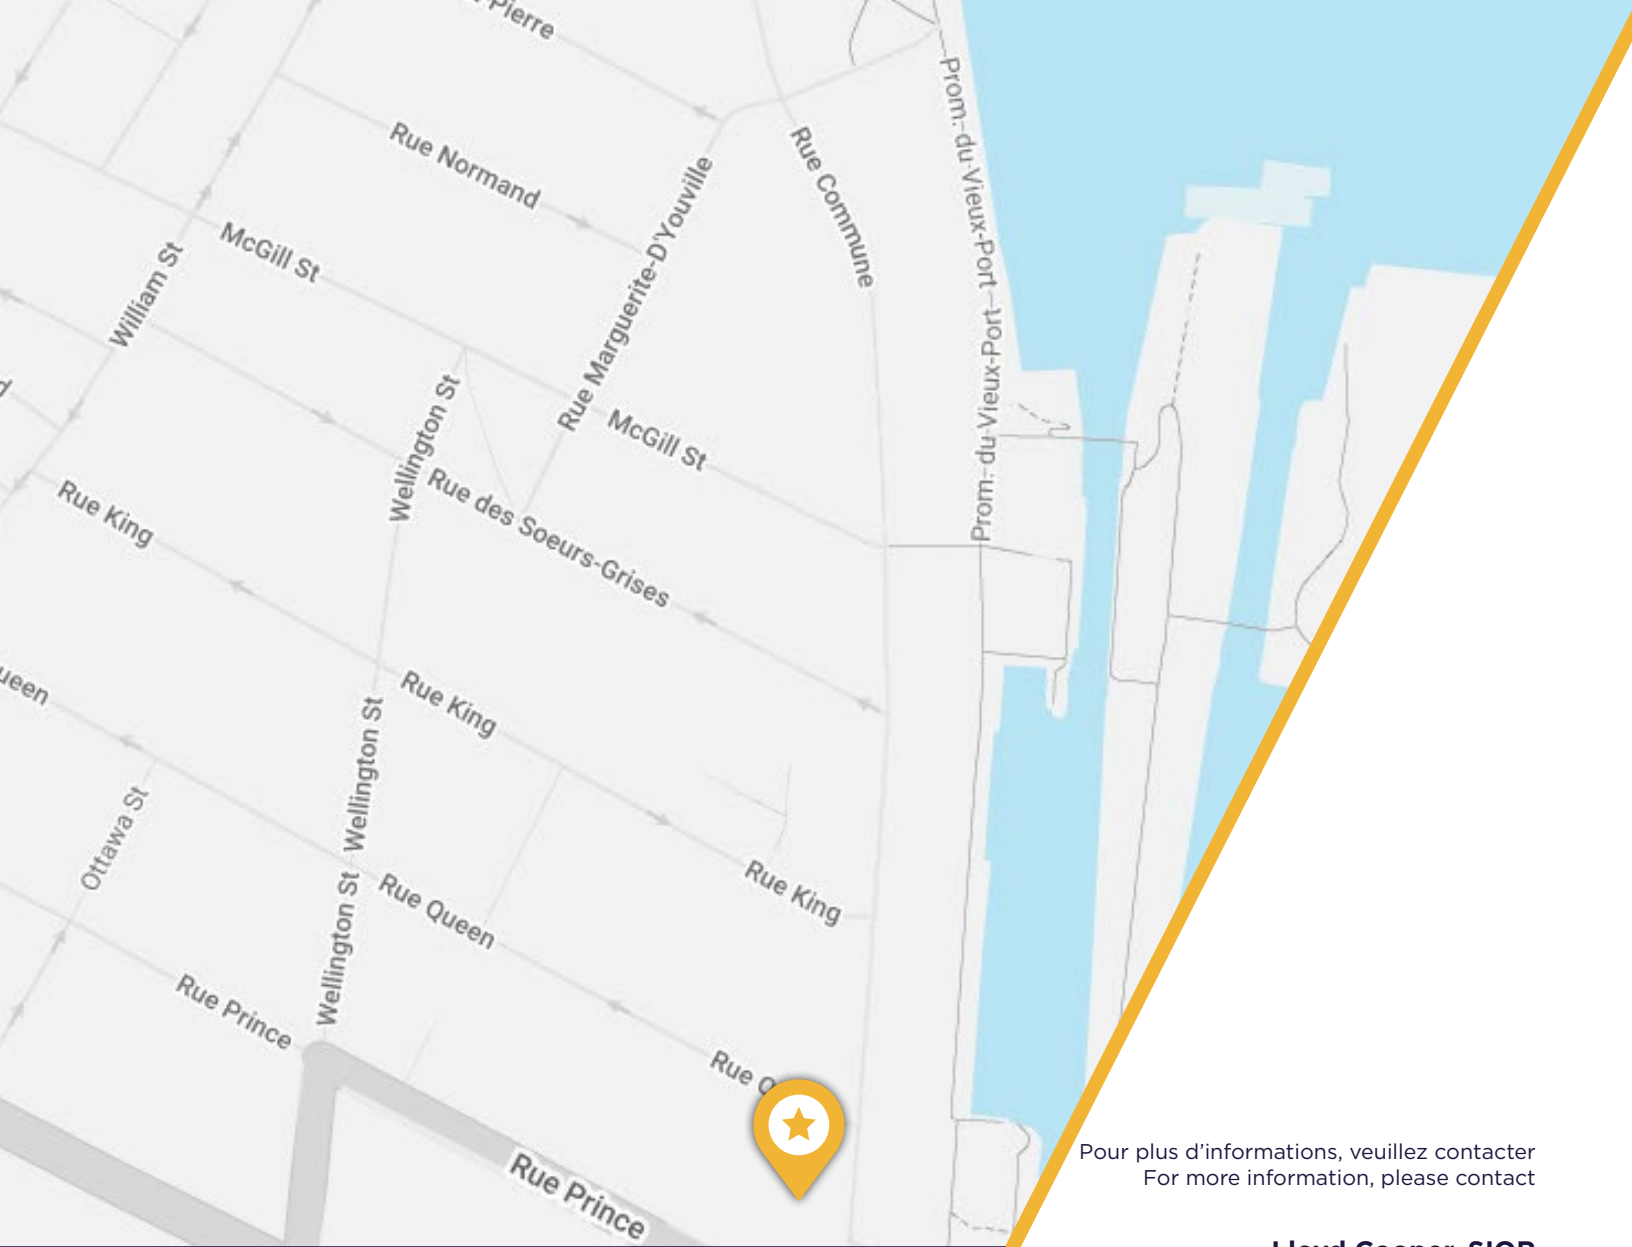 Rue Normand
McGill St
William St
Rue Marguerite-D'Youville
Rue Commune
Prom. du Vieux-Port
Prom. du Vieux-Port
Wellington St
McGill St
Rue des Soeurs-Grises
Rue King
Rue King
Wellington St
Wellington St
Ottawa St
Rue Queen
Rue King
Rue Prince
Rue
Rue Prince
Pour plus d’informations, veuillez contacter
For more information, please contact